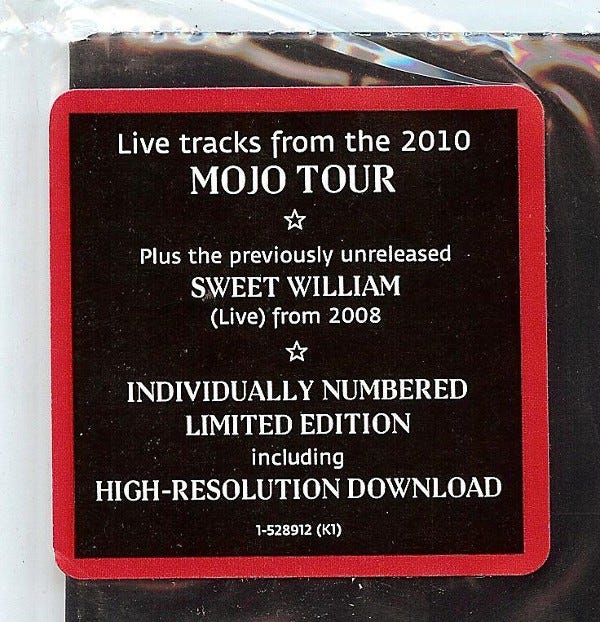 Live tracks from the 2010
MOJO TOUR
Plus the previously unreleased
SWEET WILLIAM
(Live) from 2008
INDIVIDUALLY NUMBERED
LIMITED EDITION
including
HIGH-RESOLUTION DOWNLOAD
1-528912 (K1)